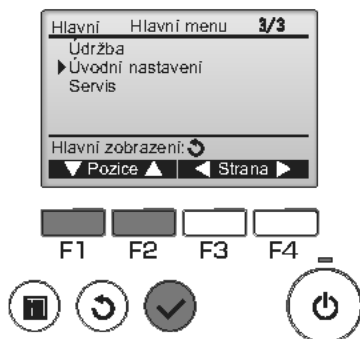 Hlavní Hlavní menu 3/3
Údržba
Úvodní nastavení
Servis
Hlavní zobrazení:
Pozice Strana
F1 F2 F3 F4